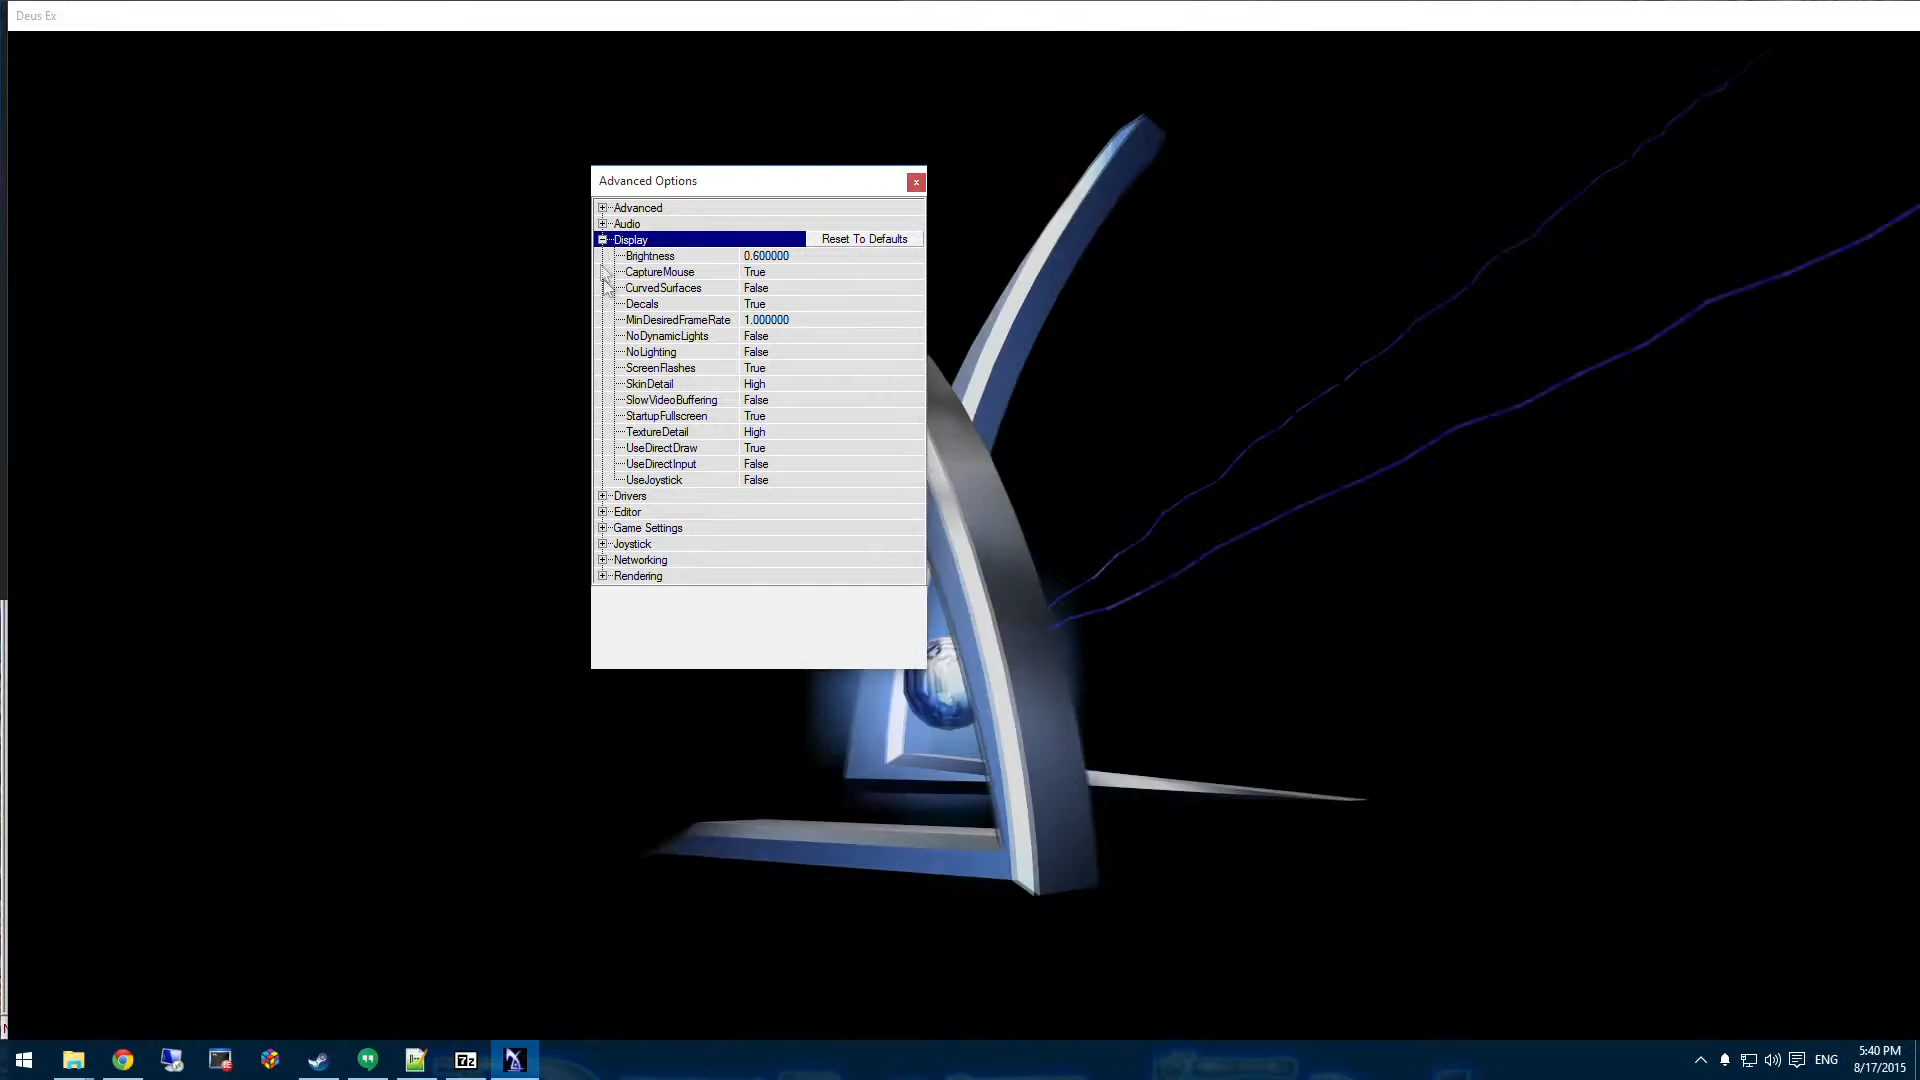 Deus Ex
Advanced Options
x
Advanced
Audio
Display Reset To Defaults
Brightness 0.600000
CaptureMouse True
CurvedSurfaces False
Decals True
MinDesiredFrameRate 1.000000
NoDynamicLights False
NoLighting False
ScreenFlashes True
SkinDetail High
SlowVideoBuffering False
StartupFullscreen True
TextureDetail High
UseDirectDraw True
UseDirectInput False
UseJoystick False
Drivers
Editor
Game Settings
Joystick
Networking
Rendering
7z
ENG
5:40 PM
8/17/2015